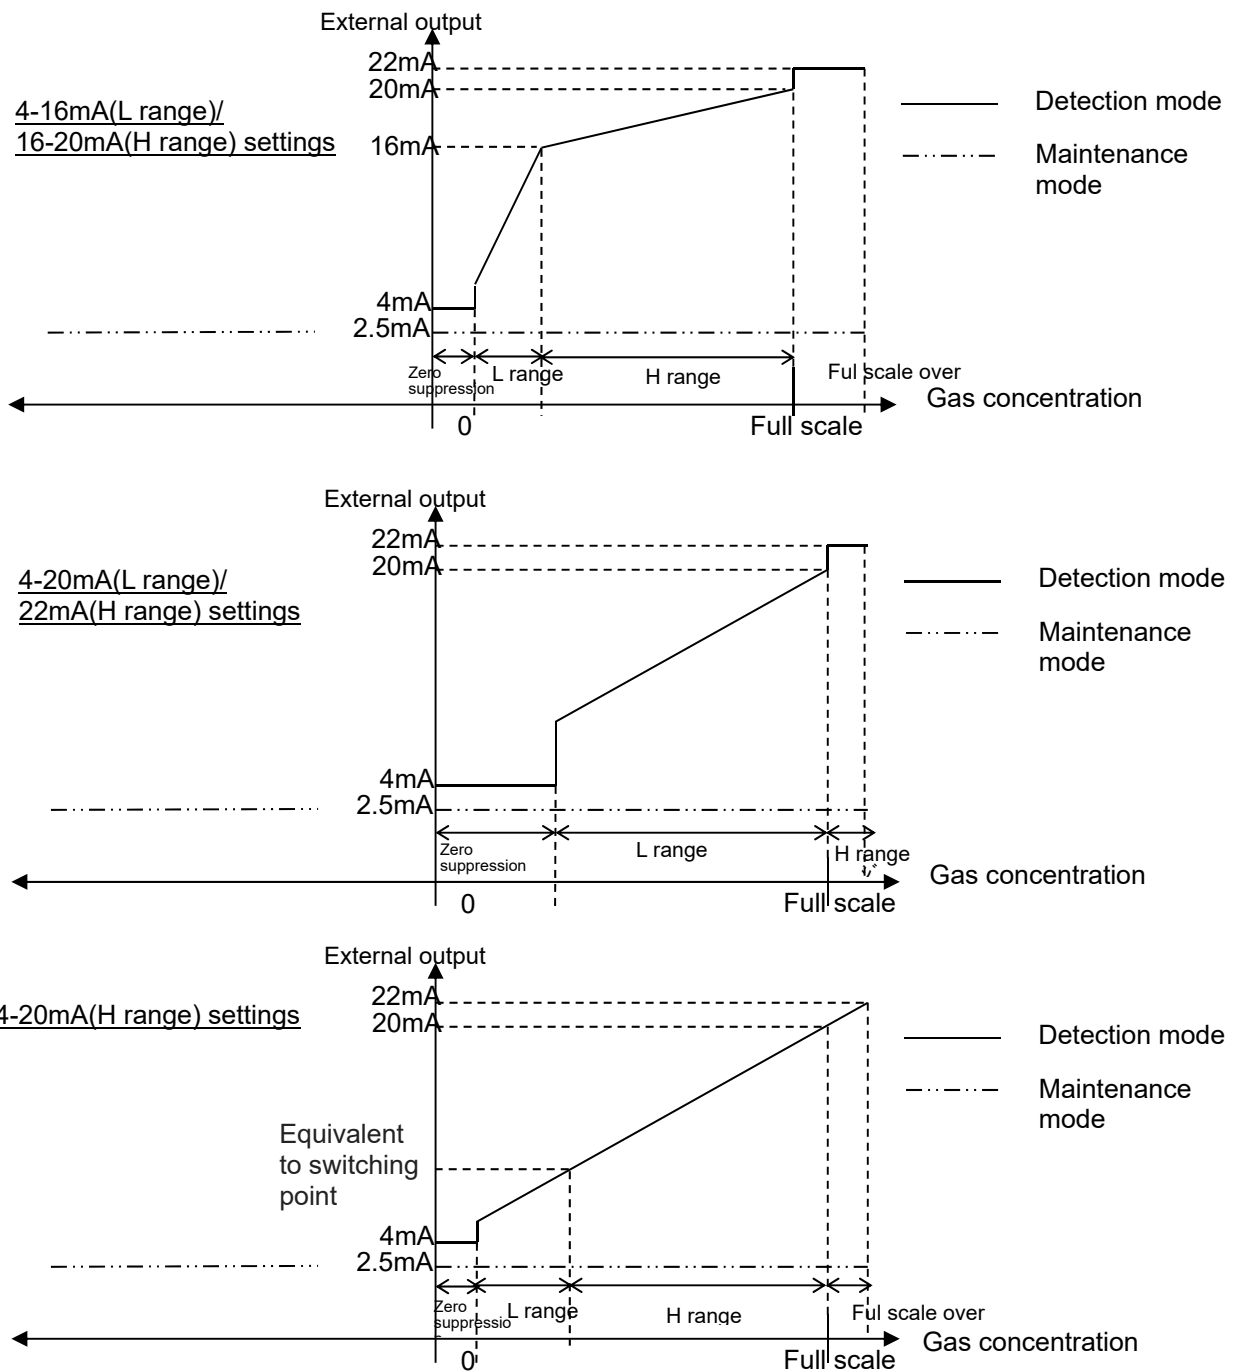 External output
22mA
20mA
4-16mA(L range)/
16-20mA(H range) settings
16mA
Detection mode
Maintenance
mode
4mA
2.5mA
Zero
suppression
L range
H range
Ful scale over
Gas concentration
0
Full scale
External output
22mA
20mA
4-20mA(L range)/
22mA(H range) settings
Detection mode
Maintenance
mode
4mA
2.5mA
Zero
suppression
L range
H range
Gas concentration
0
Full scale
External output
22mA
4-20mA(H range) settings
20mA
Detection mode
Maintenance
mode
Equivalent
to switching
point
4mA
2.5mA
Zero
suppressio
L range
H range
Ful scale over
Gas concentration
0
Full scale